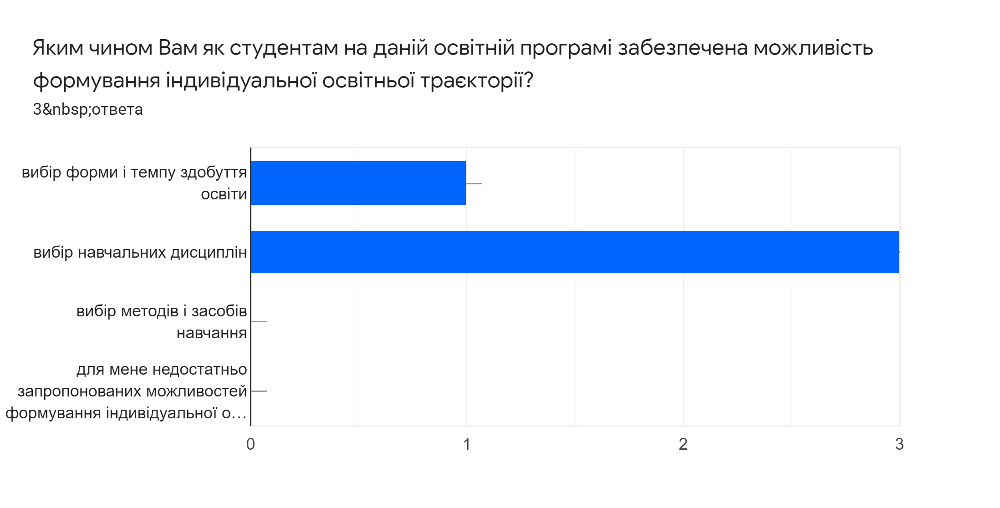 Яким чином Вам як студентам на даній освітній програмі забезпечена можливість
формування індивідуальної освітньої траєкторії?
3&nbsp;ответа
вибір форми і темпу здобуття
освіти
вибір навчальних дисциплін
вибір методів і засобів
навчання
для мене недостатньо
запропонованих можливостей
формування індивідуальної о…
0 1 2 3